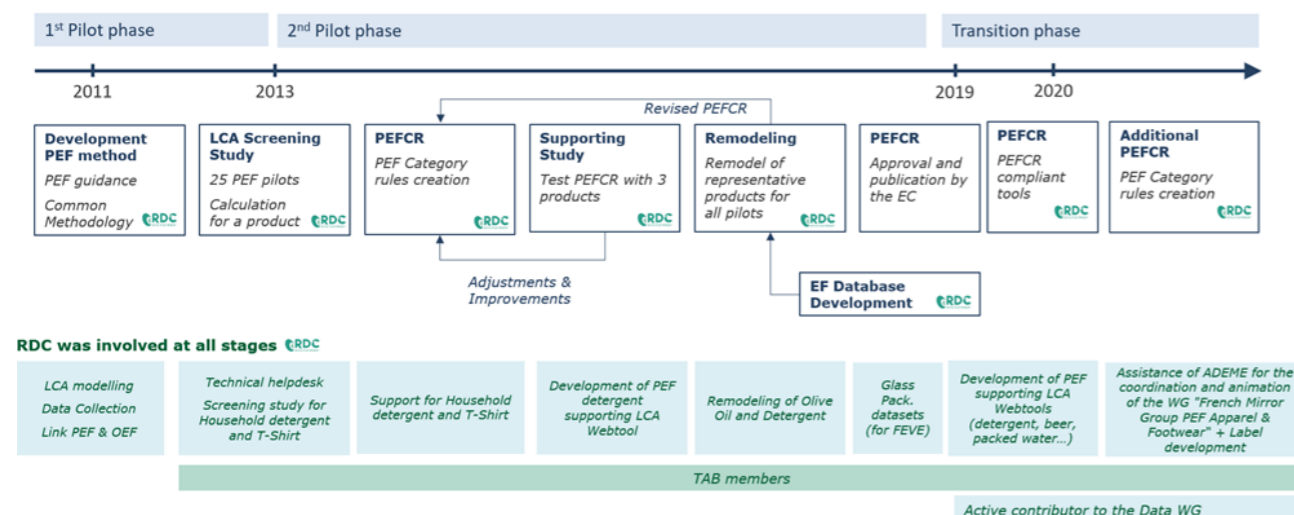 1st Pilot phase
2nd Pilot phase
Transition phase
2011
2013
2019
2020
Revised PEFCR
Development
PEF method
PEF guidance
Common
Methodology RDC
LCA Screening
Study
25 PEF pilots
Calculation
for a product RDC
PEFCR
PEF Category
rules creation
RDC
Supporting
Study
Test PEFCR with 3
products
RDC
Remodeling
Remodel of
representative
products for
all pilots RDC
PEFCR
Approval and
publication by
the EC
PEFCR
PEFCR
compliant
tools
RDC
Additional
PEFCR
PEF Category
rules creation
RDC
Adjustments &
Improvements
EF Database
Development RDC
RDC was involved at all stages RDC
LCA modelling
Data Collection
Link PEF & OEF
Technical helpdesk
Screening study for
Household detergent
and T-Shirt
Support for Household
detergent and T-Shirt
Development of PEF
detergent
supporting LCA
Webtool
Remodeling of Olive
Oil and Detergent
Glass
Pack.
datasets
(for FEVE)
Development of PEF
supporting LCA
Webtools
(detergent, beer,
packed water...)
Assistance of ADEME for the
coordination and animation
of the WG "French Mirror
Group PEF Apparel &
Footwear" + Label
development
TAB members
Active contributor to the Data WG